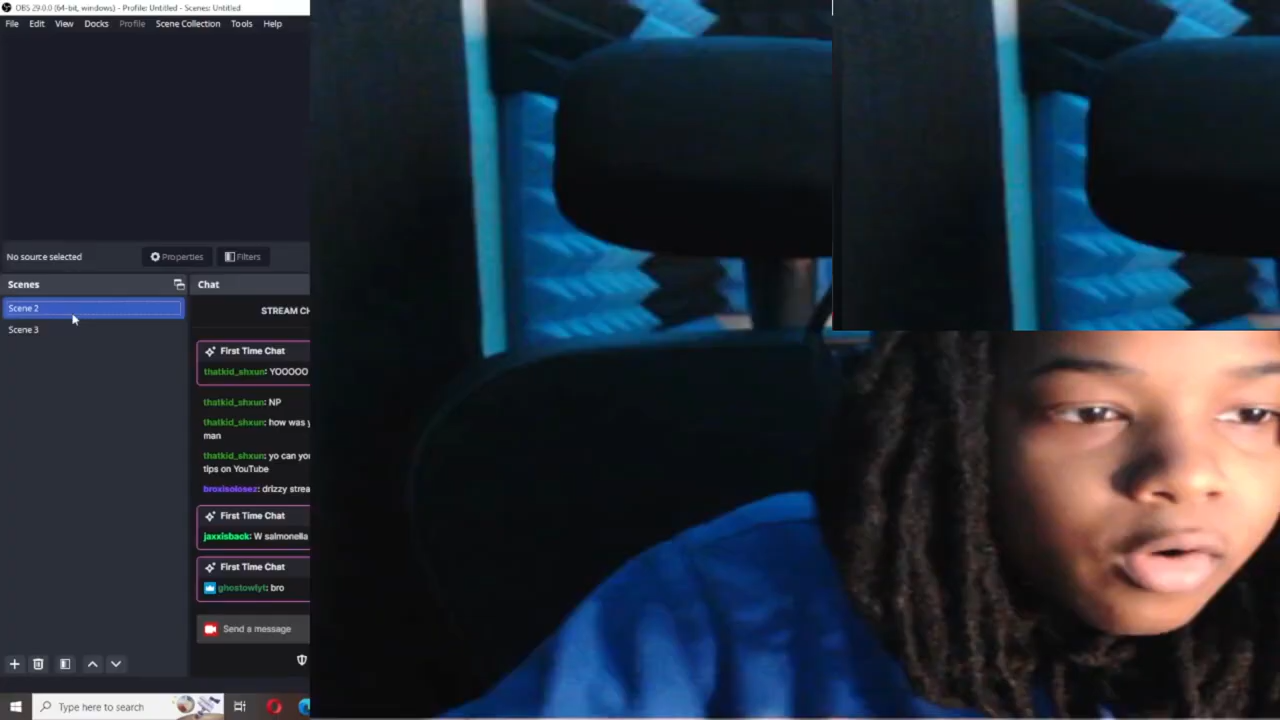 OBS 29.0.0 (64-bit, windows) - Profile: Untitled - Scenes: Untitled
File Edit View Docks Profile Scene Collection Tools Help
No source selected Properties Filters
Scenes Chat
Scene 2
Scene 3
STREAM CH
First Time Chat
thatkid_shxun: YOOOOO
thatkid_shxun: NP
thatkid_shxun: how was y
man
thatkid_shxun: yo can you
tips on YouTube
broxisolosez: drizzy strea
First Time Chat
jaxxisback: W salmonella
First Time Chat
ghostowlyt: bro
Send a message
Type here to search